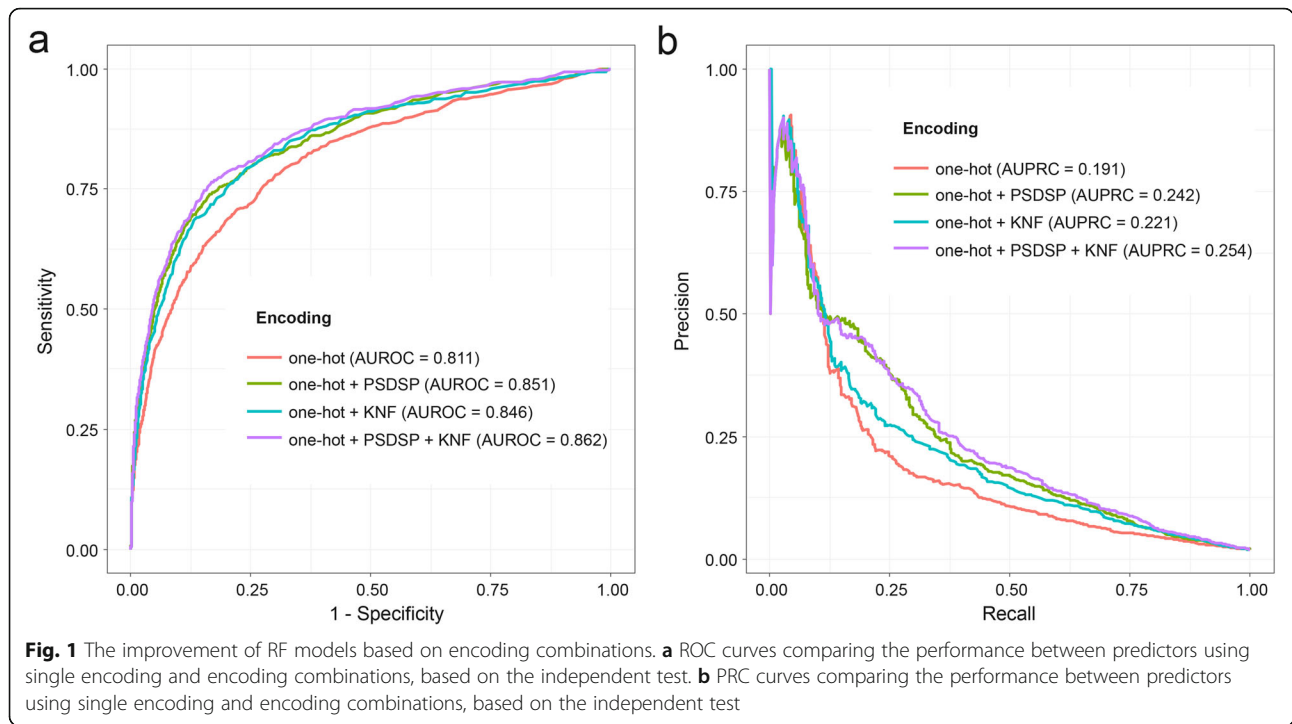 a
1.00
0.75
0.50
0.25
0.00
Sensitivity
0.00 0.25 0.50 0.75 1.00
1 - Specificity
Encoding
one-hot (AUROC = 0.811)
one-hot + PSDSP (AUROC = 0.851)
one-hot + KNF (AUROC = 0.846)
one-hot + PSDSP + KNF (AUROC = 0.862)
b
1.00
0.75
0.50
0.25
0.00
Precision
0.00 0.25 0.50 0.75 1.00
Recall
Encoding
one-hot (AUPRC = 0.191)
one-hot + PSDSP (AUPRC = 0.242)
one-hot + KNF (AUPRC = 0.221)
one-hot + PSDSP + KNF (AUPRC = 0.254)
Fig. 1 The improvement of RF models based on encoding combinations. a ROC curves comparing the performance between predictors using
single encoding and encoding combinations, based on the independent test. b PRC curves comparing the performance between predictors
using single encoding and encoding combinations, based on the independent test